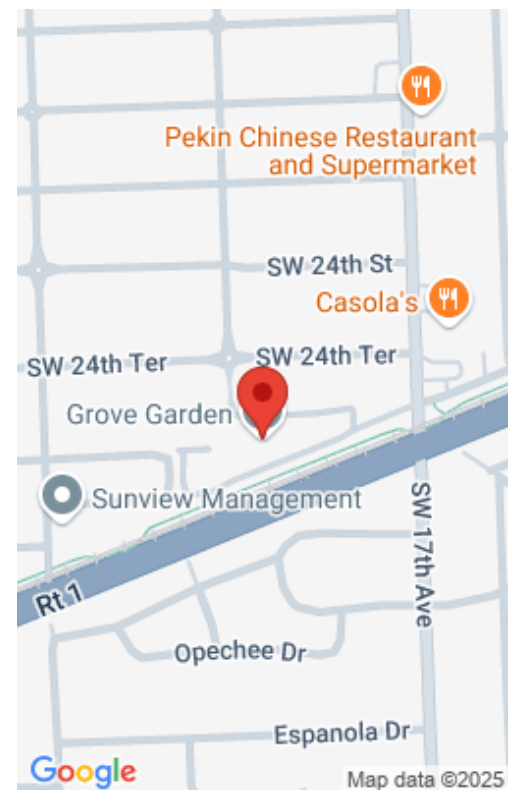 Pekin Chinese Restaurant
and Supermarket
SW 24th St
Casola's
SW 24th Ter
SW 24th Ter
Grove Garden
Sunview Management
SW 17th Ave
Rt 1
Opechee Dr
Espanola Dr
Google
Map data ©2025